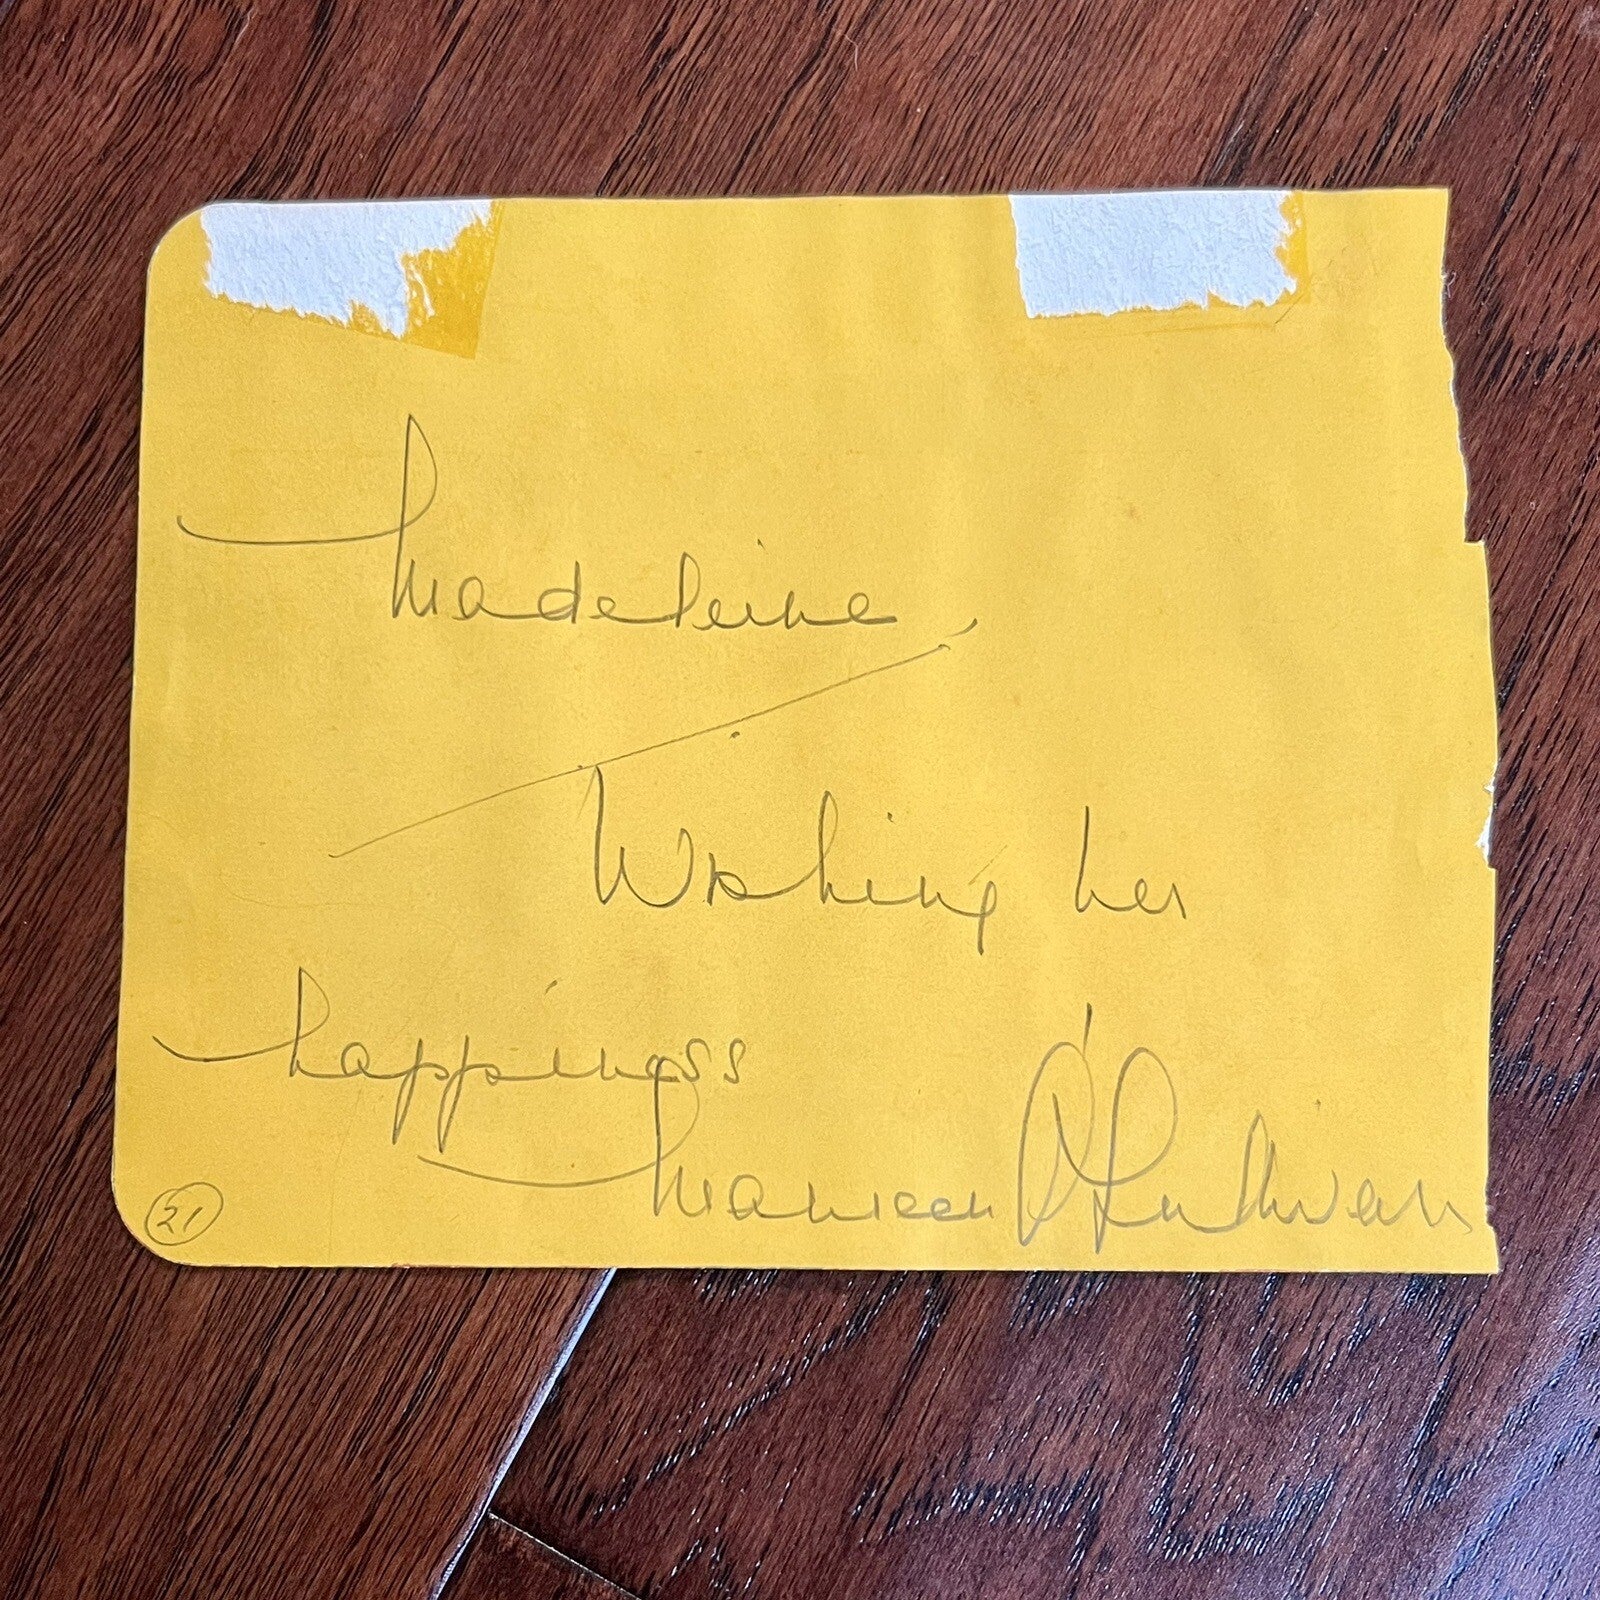 Madeleine,
Wishing her
happiness
Maureen O'Sullivan
21